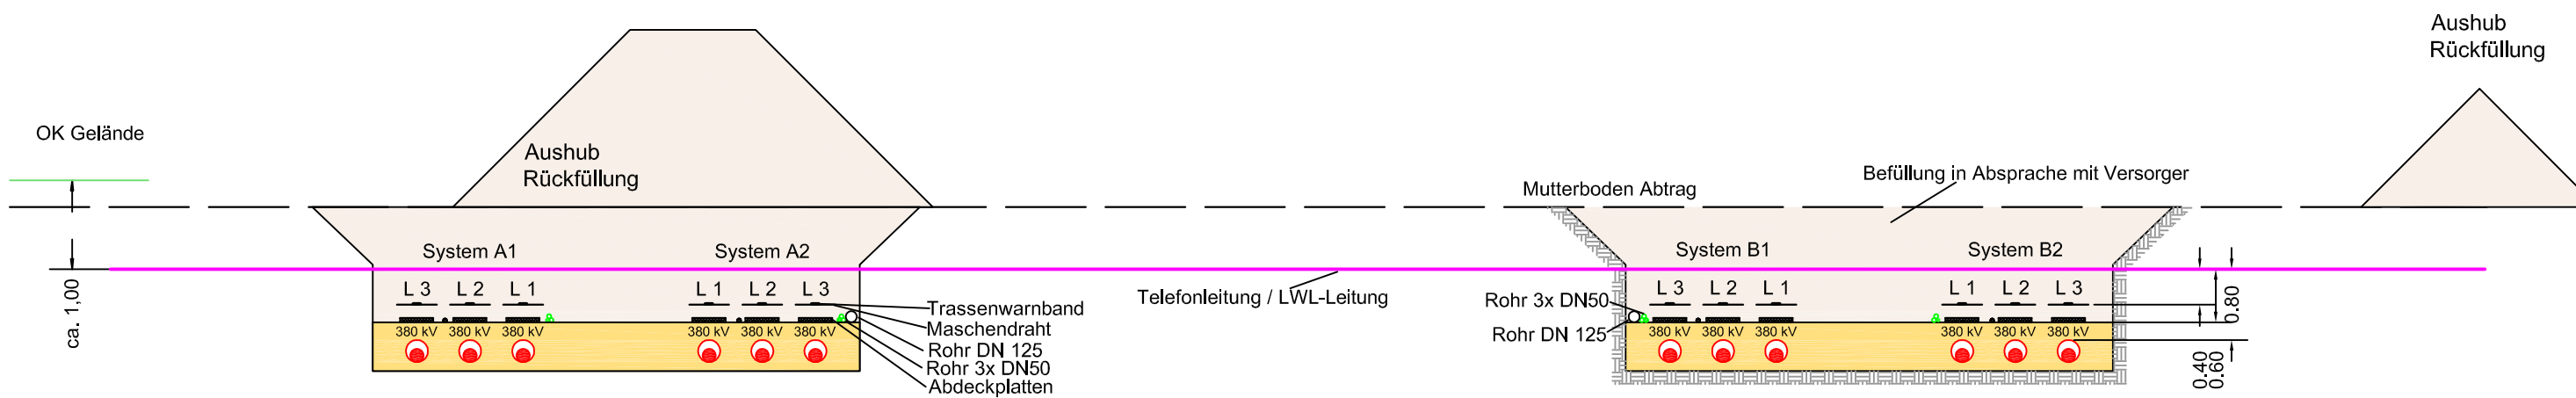 Aushub
Rückfüllung
OK Gelände
Aushub
Rückfüllung
Mutterboden Abtrag
Befüllung in Absprache mit Versorger
System A1
System A2
System B1
System B2
ca. 1,00
L 3 L 2 L 1
L 1 L 2 L 3
L 3 L 2 L 1
L 1 L 2 L 3
Telefonleitung / LWL-Leitung
Trassenwarnband
Maschendraht
Rohr DN 125
Rohr 3x DN50
Abdeckplatten
Rohr 3x DN50
Rohr DN 125
380 kV 380 kV 380 kV
380 kV 380 kV 380 kV
380 kV 380 kV 380 kV
380 kV 380 kV 380 kV
0.80
0.40
0.60